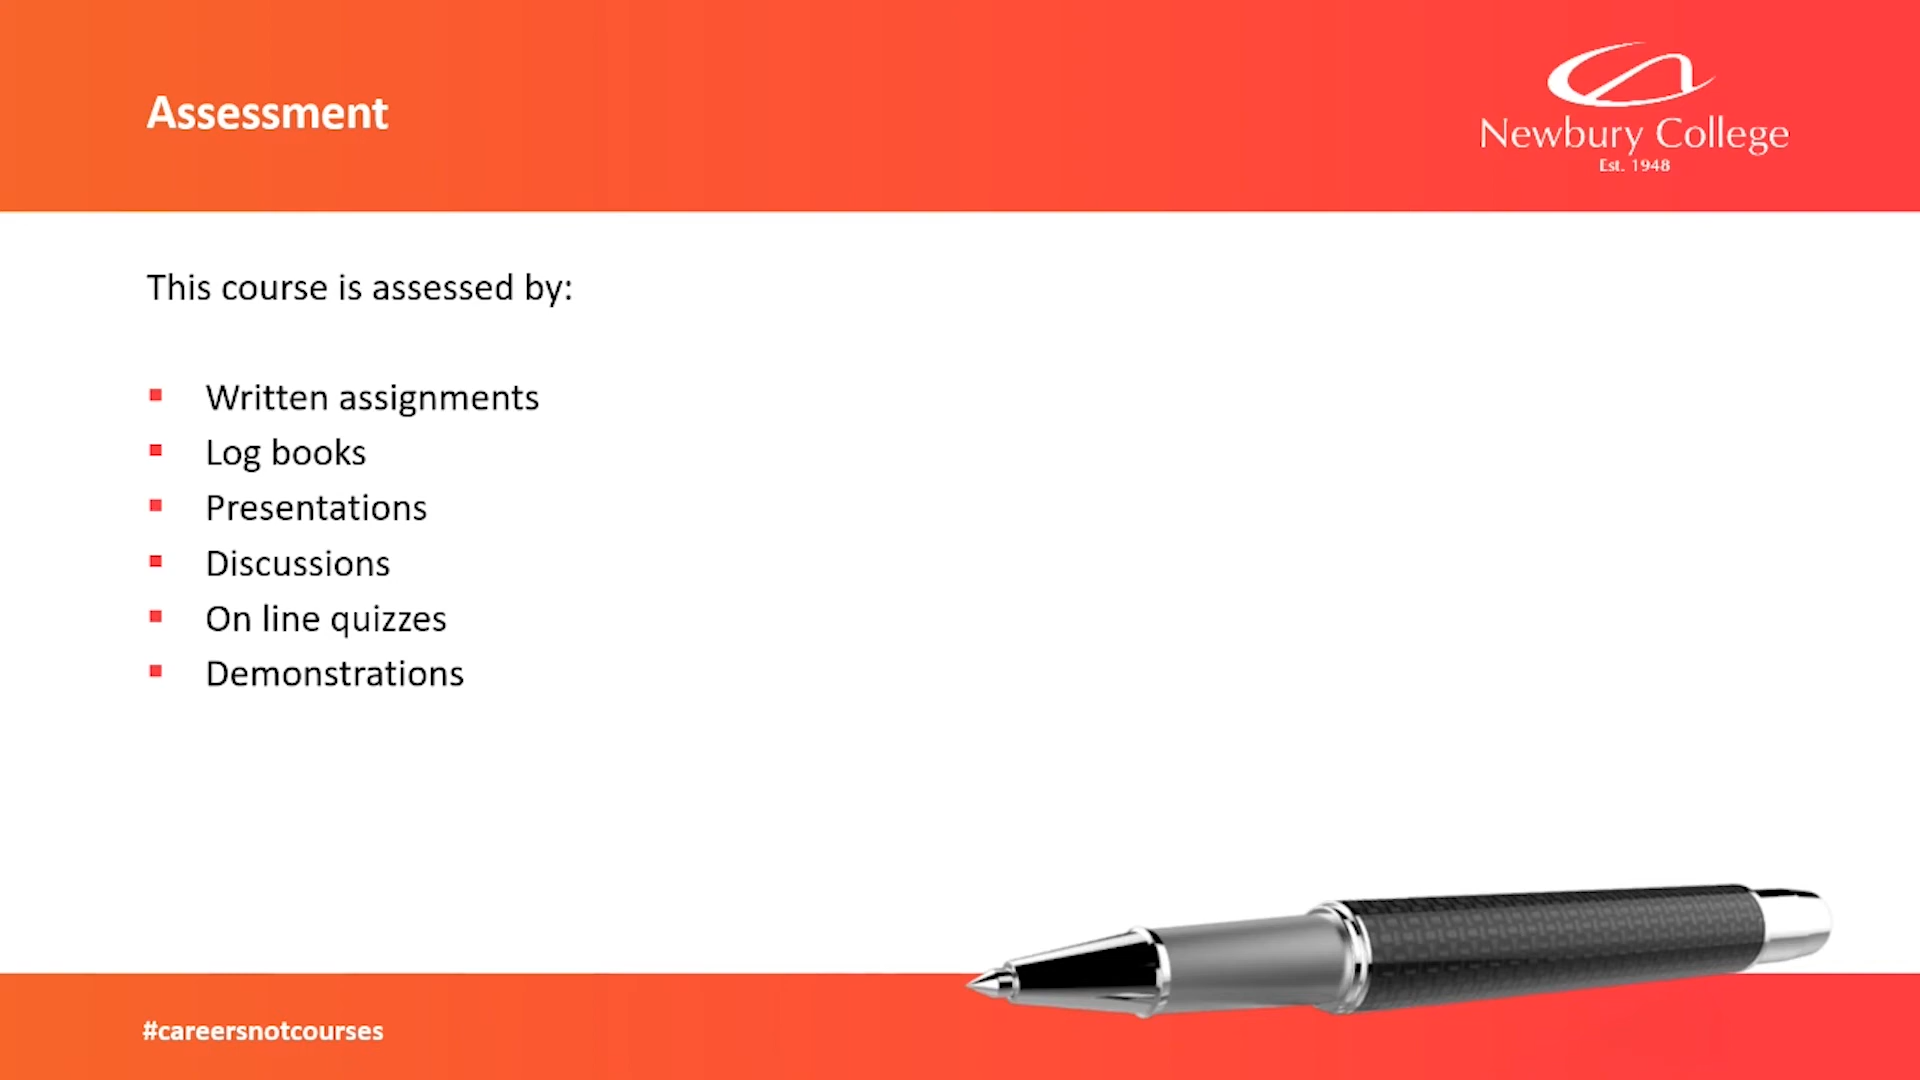 Assessment
Newbury College
Est. 1948
This course is assessed by:
Written assignments
Log books
Presentations
Discussions
On line quizzes
Demonstrations
#careersnotcourses